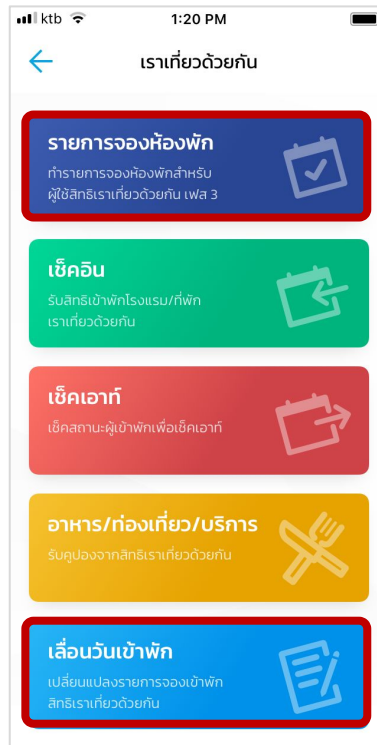 ktb 1:20 PM
เราเที่ยวด้วยกัน
รายการจองห้องพัก
ทำรายการจองห้องพักสำหรับ
ผู้ใช้สิทธิเราเที่ยวด้วยกัน เฟส 3
เช็คอิน
รับสิทธิเข้าพักโรงแรม/ที่พัก
เราเที่ยวด้วยกัน
เช็คเอาท์
เช็คสถานะผู้เข้าพักเพื่อเช็คเอาท์
อาหาร/ท่องเที่ยว/บริการ
รับคูปองจากสิทธิเราเที่ยวด้วยกัน
เลื่อนวันเข้าพัก
เปลี่ยนแปลงรายการจองเข้าพัก
สิทธิเราเที่ยวด้วยกัน